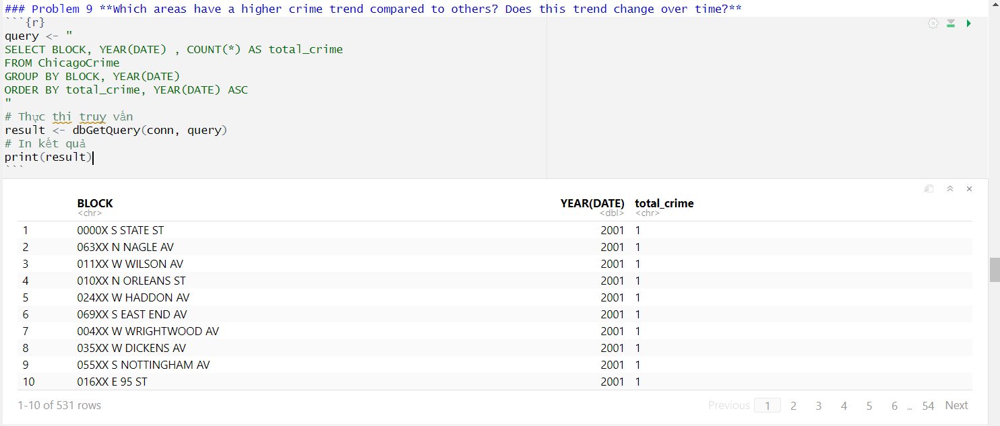 ### Problem 9 **Which areas have a higher crime trend compared to others? Does this trend change over time?**
```{r}
query <- "
SELECT BLOCK, YEAR(DATE) , COUNT(*) AS total_crime
FROM ChicagoCrime
GROUP BY BLOCK, YEAR(DATE)
ORDER BY total_crime, YEAR(DATE) ASC
"
# Thực thi truy vấn
result <- dbGetQuery(conn, query)
# In kết quả
print(result)
```
BLOCK YEAR(DATE) total_crime
<chr> <dbl> <chr>
1 0000X S STATE ST 2001 1
2 063XX N NAGLE AV 2001 1
3 011XX W WILSON AV 2001 1
4 010XX N ORLEANS ST 2001 1
5 024XX W HADDON AV 2001 1
6 069XX S EAST END AV 2001 1
7 004XX W WRIGHTWOOD AV 2001 1
8 035XX W DICKENS AV 2001 1
9 055XX S NOTTINGHAM AV 2001 1
10 016XX E 95 ST 2001 1
1-10 of 531 rows Previous 1 2 3 4 5 6 ... 54 Next